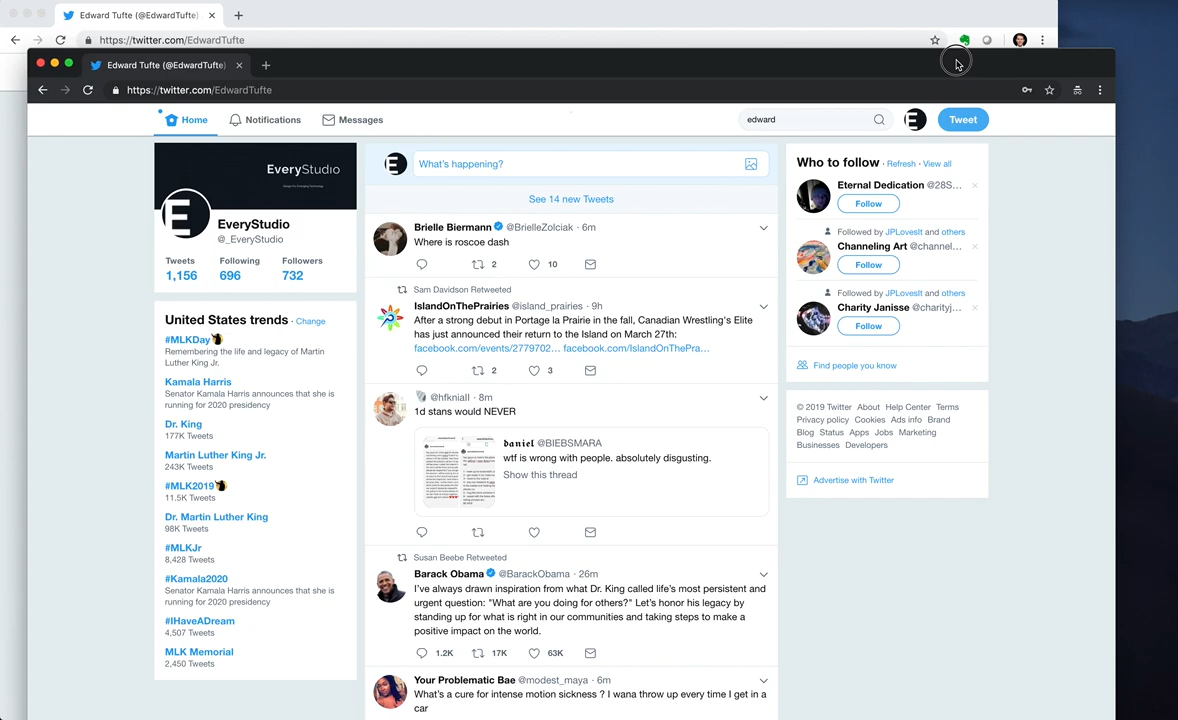 Edward Tufte (@EdwardTufte)
https://twitter.com/EdwardTufte
Edward Tufte (@EdwardTufte)
https://twitter.com/EdwardTufte
Home
Notifications
Messages
edward
Tweet
EveryStudio
EveryStudio
@_EveryStudio
Tweets Following Followers
1,156 696 732
United States trends · Change
#MLKDay
Remembering the life and legacy of Martin
Luther King Jr.
Kamala Harris
Senator Kamala Harris announces that she is
running for 2020 presidency
Dr. King
177K Tweets
Martin Luther King Jr.
243K Tweets
#MLK2019
11.5K Tweets
Dr. Martin Luther King
98K Tweets
#MLKJr
8,428 Tweets
#Kamala2020
Senator Kamala Harris announces that she is
running for 2020 presidency
#IHaveADream
4,507 Tweets
MLK Memorial
2,450 Tweets
What's happening?
See 14 new Tweets
Brielle Biermann @BrielleZolciak · 6m
Where is roscoe dash
2 10
Sam Davidson Retweeted
IslandOnThePrairies @island_prairies · 9h
After a strong debut in Portage la Prairie in the fall, Canadian Wrestling's Elite
has just announced their return to the Island on March 27th:
facebook.com/events/2779702… facebook.com/IslandOnThePra…
2 3
@hfkniall · 8m
1d stans would NEVER
𝖉𝖆𝖓𝖎𝖊𝖑 @BIEBSMARA
wtf is wrong with people. absolutely disgusting.
Show this thread
Susan Beebe Retweeted
Barack Obama @BarackObama · 26m
I've always drawn inspiration from what Dr. King called life's most persistent and
urgent question: "What are you doing for others?" Let's honor his legacy by
standing up for what is right in our communities and taking steps to make a
positive impact on the world.
1.2K 17K 63K
Your Problematic Bae @modest_maya · 6m
What's a cure for intense motion sickness ? I wana throw up every time I get in a
car
Who to follow · Refresh · View all
Eternal Dedication @28S…
Follow
Followed by JPLovesIt and others
Channeling Art @channel…
Follow
Followed by JPLovesIt and others
Charity Janisse @charityj…
Follow
Find people you know
© 2019 Twitter About Help Center Terms
Privacy policy Cookies Ads info Brand
Blog Status Apps Jobs Marketing
Businesses Developers
Advertise with Twitter